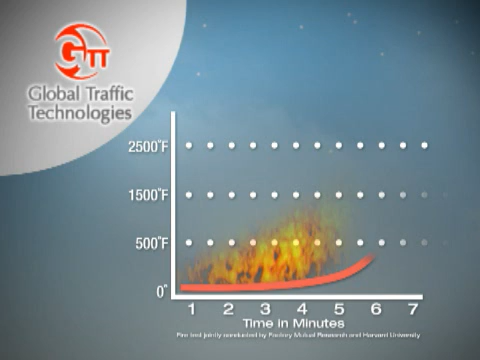 GTT
Global Traffic
Technologies
2500°F
1500°F
500°F
0°
1 2 3 4 5 6 7
Time in Minutes
Fire test jointly conducted by Factory Mutual Research and Harvard University